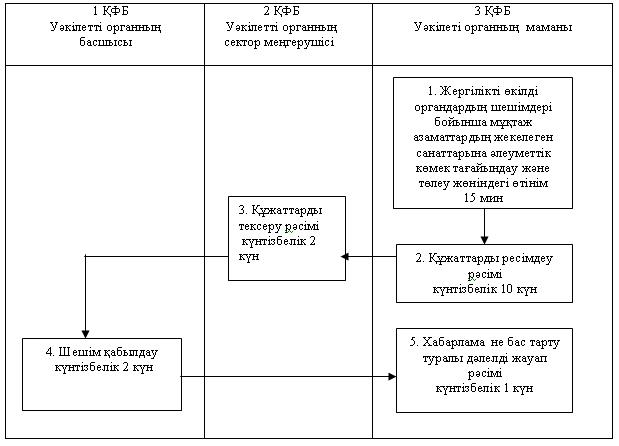 1 ҚФБ
Уәкілетті органның
басшысы
2 ҚФБ
Уәкілетті органның
сектор меңгерушісі
3 ҚФБ
Уәкілеті органның маманы
1. Жергілікті өкілді
органдардың шешімдері
бойынша мұқтаж
азаматтардың жекелеген
санаттарына әлеуметтік
көмек тағайындау және
төлеу жөніндегі өтінім
15 мин
3. Құжаттарды
тексеру рәсімі
күнтізбелік 2
күн
2. Құжаттарды ресімдеу
рәсімі
күнтізбелік 10 күн
4. Шешім қабылдау
күнтізбелік 2 күн
5. Хабарлама не бас тарту
туралы дәлелді жауап
рәсімі
күнтізбелік 1 күн